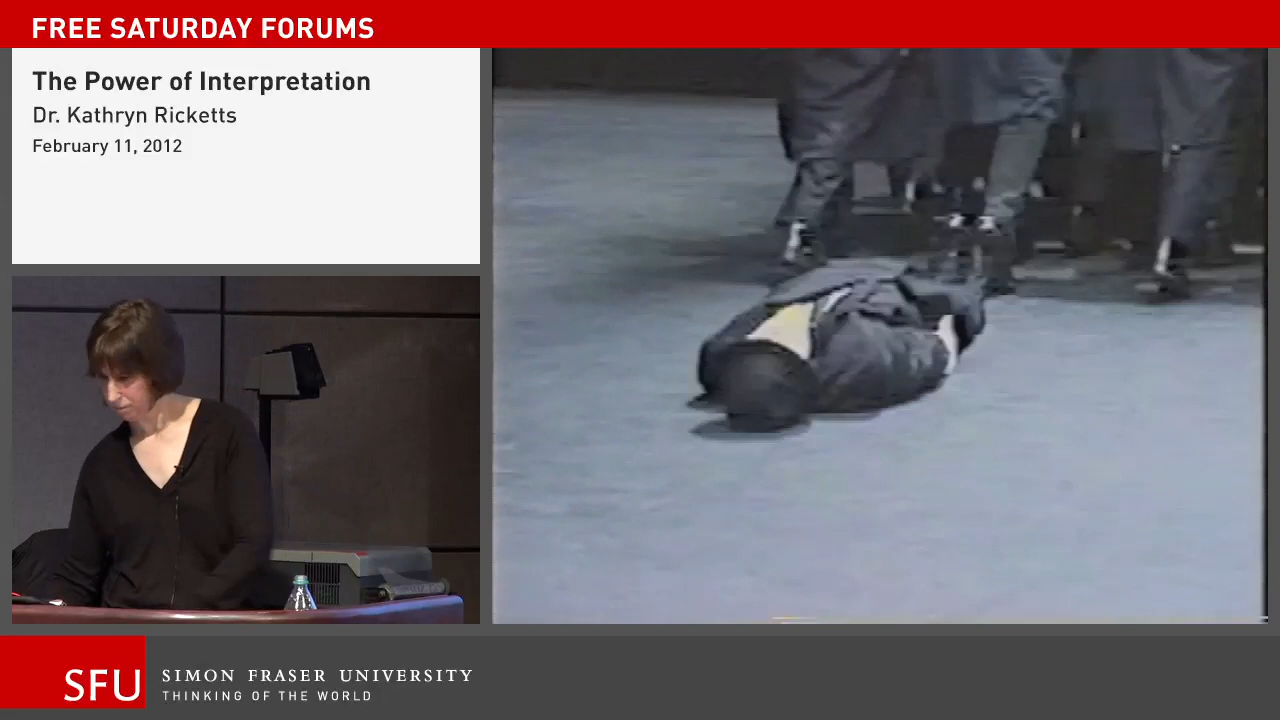 FREE SATURDAY FORUMS
The Power of Interpretation
Dr. Kathryn Ricketts
February 11, 2012
SFU
SIMON FRASER UNIVERSITY
THINKING OF THE WORLD